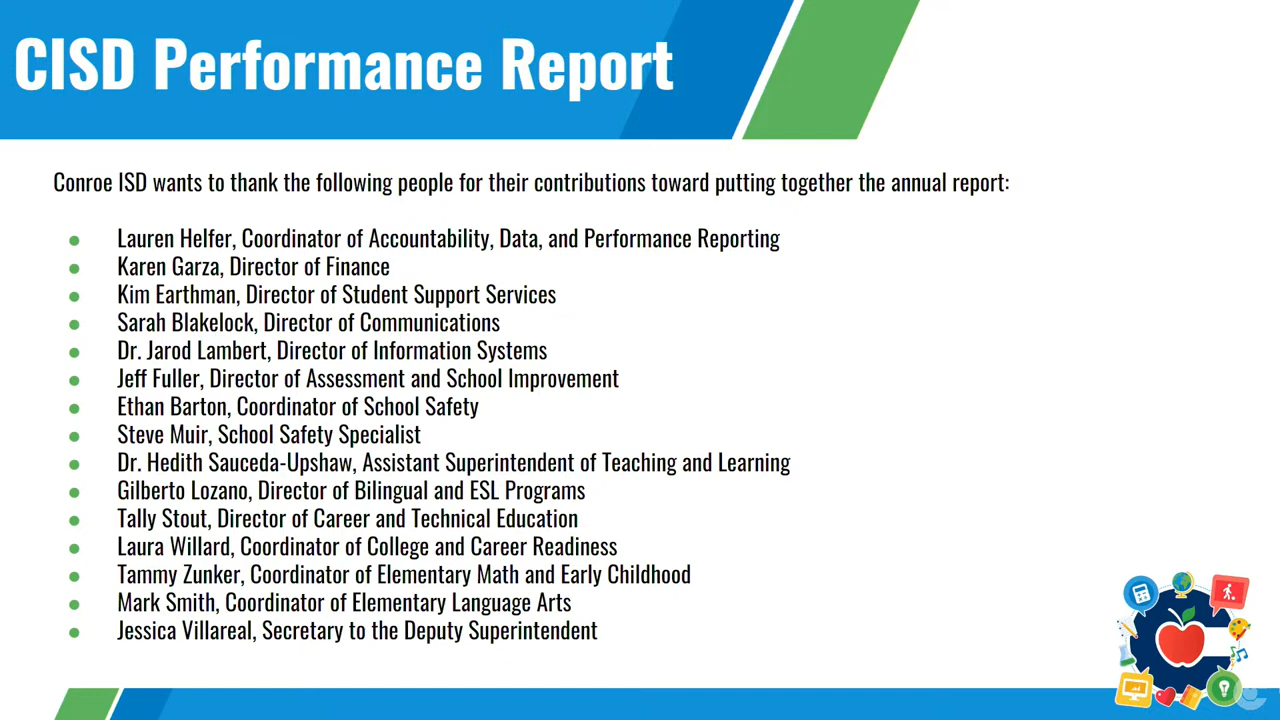 CISD Performance Report
Conroe ISD wants to thank the following people for their contributions toward putting together the annual report:
● Lauren Helfer, Coordinator of Accountability, Data, and Performance Reporting
● Karen Garza, Director of Finance
● Kim Earthman, Director of Student Support Services
● Sarah Blakelock, Director of Communications
● Dr. Jarod Lambert, Director of Information Systems
● Jeff Fuller, Director of Assessment and School Improvement
● Ethan Barton, Coordinator of School Safety
● Steve Muir, School Safety Specialist
● Dr. Hedith Sauceda-Upshaw, Assistant Superintendent of Teaching and Learning
● Gilberto Lozano, Director of Bilingual and ESL Programs
● Tally Stout, Director of Career and Technical Education
● Laura Willard, Coordinator of College and Career Readiness
● Tammy Zunker, Coordinator of Elementary Math and Early Childhood
● Mark Smith, Coordinator of Elementary Language Arts
● Jessica Villareal, Secretary to the Deputy Superintendent